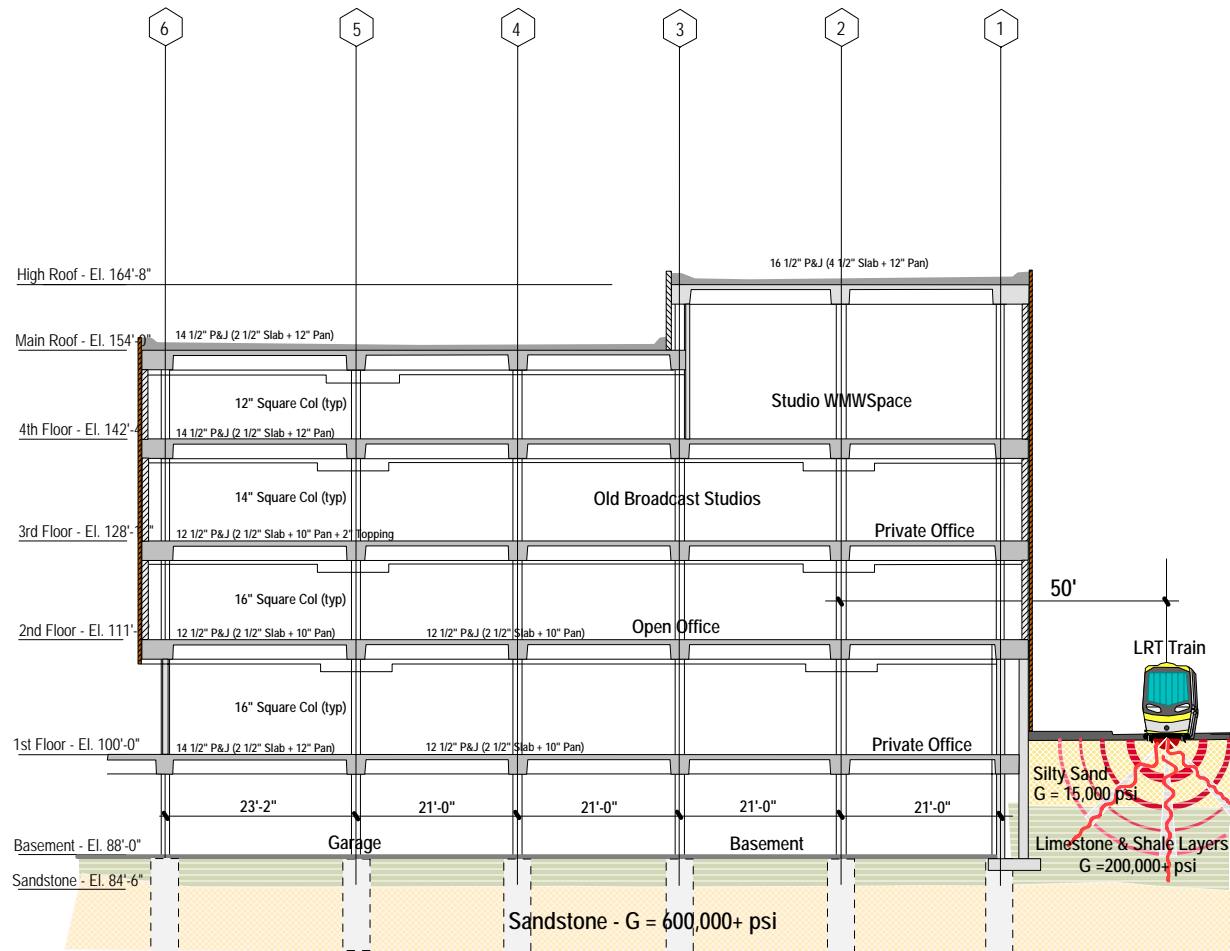 6 5 4 3 2 1
16 1/2" P&J (4 1/2" Slab + 12" Pan)
High Roof - El. 164'-8"
14 1/2" P&J (2 1/2" Slab + 12" Pan)
Main Roof - El. 154'-
12" Square Col (typ)
Studio WMWSpace
4th Floor - El. 142'-4
14 1/2" P&J (2 1/2" Slab + 12" Pan)
14" Square Col (typ)
Old Broadcast Studios
3rd Floor - El. 128'-1
12 1/2" P&J (2 1/2" Slab + 10" Pan + 2" Topping
Private Office
50'
16" Square Col (typ)
2nd Floor - El. 111'-
12 1/2" P&J (2 1/2" Slab + 10" Pan)
12 1/2" P&J (2 1/2" Slab + 10" Pan)
Open Office
LRT Train
16" Square Col (typ)
1st Floor - El. 100'-0"
14 1/2" P&J (2 1/2" Slab + 12" Pan)
12 1/2" P&J (2 1/2" Slab + 10" Pan)
Private Office
Silty Sand
G = 15,000 psi
23'-2" 21'-0" 21'-0" 21'-0" 21'-0"
Basement - El. 88'-0"
Garage
Basement
Limestone & Shale Layers
G =200,000+ psi
Sandstone - El. 84'-6"
Sandstone - G = 600,000+ psi